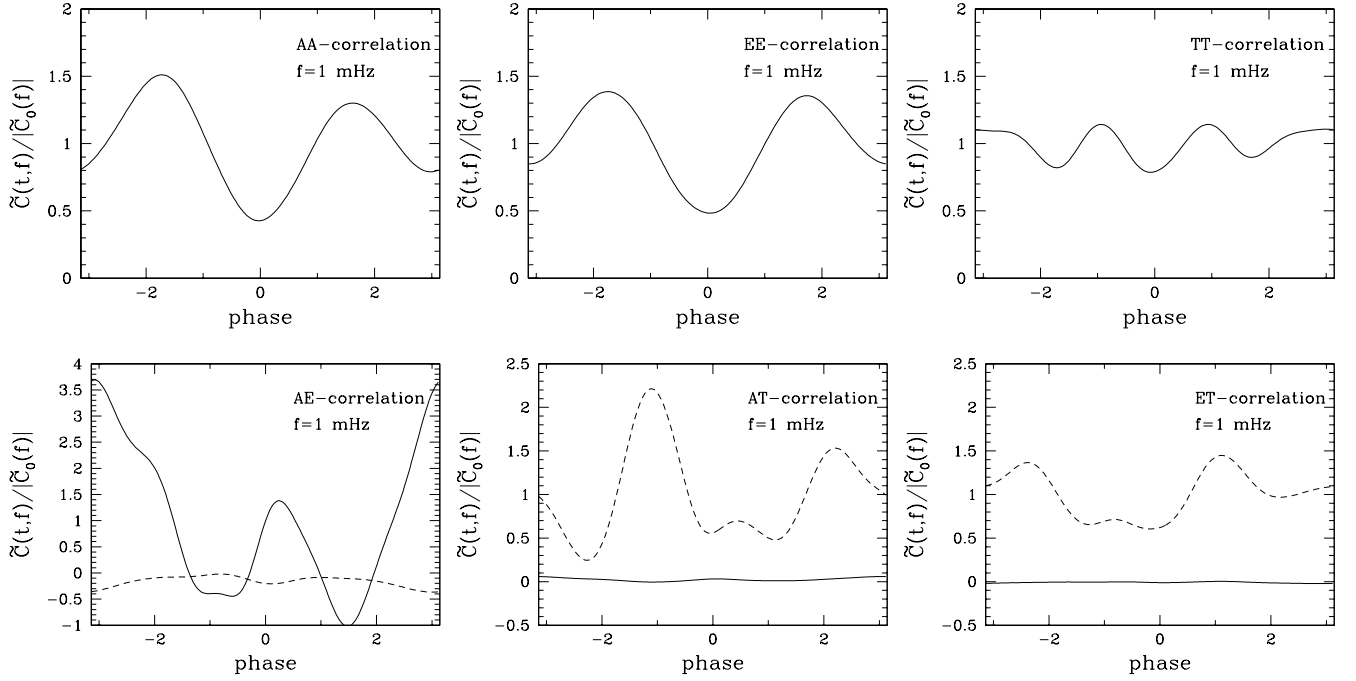 2
1.5
1
0.5
0
−2
0
2
phase
C̃(t,f)/|C̃₀(f)|
AA−correlation
f=1 mHz
2
1.5
1
0.5
0
−2
0
2
phase
C̃(t,f)/|C̃₀(f)|
EE−correlation
f=1 mHz
2
1.5
1
0.5
0
−2
0
2
phase
C̃(t,f)/|C̃₀(f)|
TT−correlation
f=1 mHz
4
3.5
3
2.5
2
1.5
1
0.5
0
−0.5
−1
−2
0
2
phase
C̃(t,f)/|C̃₀(f)|
AE−correlation
f=1 mHz
2.5
2
1.5
1
0.5
0
−0.5
−2
0
2
phase
C̃(t,f)/|C̃₀(f)|
AT−correlation
f=1 mHz
2.5
2
1.5
1
0.5
0
−0.5
−2
0
2
phase
C̃(t,f)/|C̃₀(f)|
ET−correlation
f=1 mHz